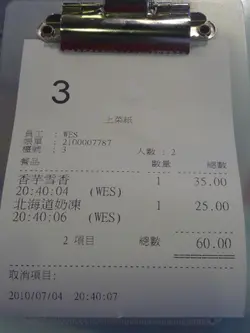 3
上菜紙
員工 : WES
帳單 : 2100007787
檯號 : 3 人數 : 2
餐品 數量 總數
香芋雪香 1 35.00
20:40:04 (WES)
北海道奶凍 1 25.00
20:40:06 (WES)
2 項目 總數 60.00
取消項目:
2010/07/04 20:40:07